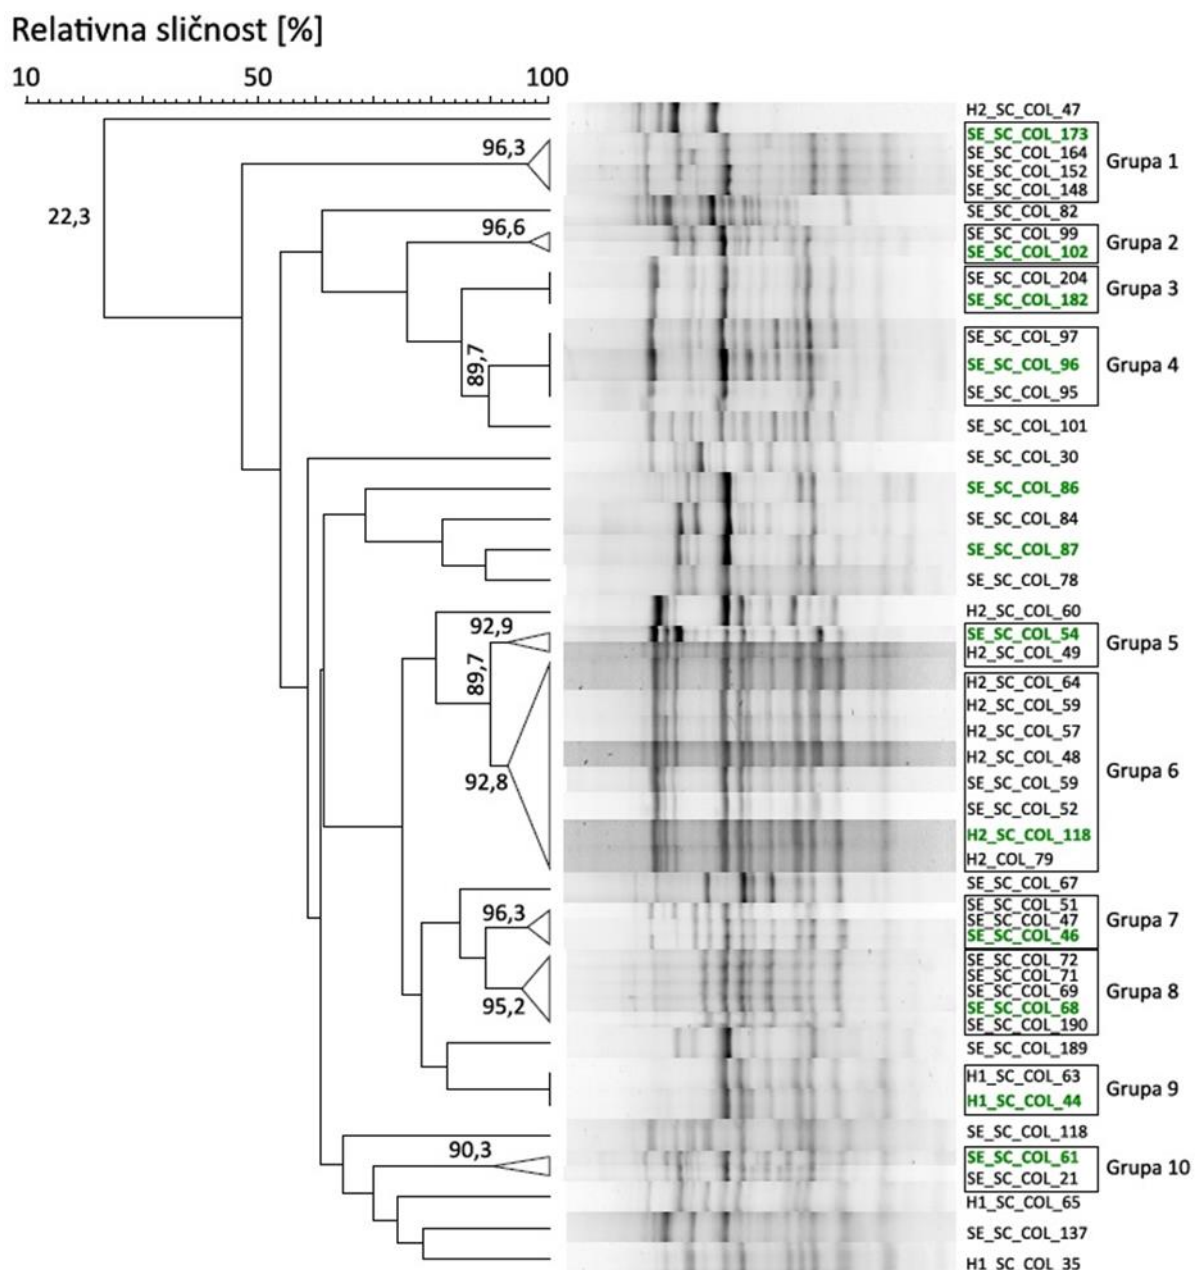 Relativna sličnost [%]
10 50 100
H2_SC_COL_47
SE_SC_COL_173
96,3
SE_SC_COL_164
Grupa 1
SE_SC_COL_152
SE_SC_COL_148
22,3
SE_SC_COL_82
96,6
SE_SC_COL_99
Grupa 2
SE_SC_COL_102
SE_SC_COL_204
Grupa 3
SE_SC_COL_182
SE_SC_COL_97
89,7
SE_SC_COL_96
Grupa 4
SE_SC_COL_95
SE_SC_COL_101
SE_SC_COL_30
SE_SC_COL_86
SE_SC_COL_84
SE_SC_COL_87
SE_SC_COL_78
H2_SC_COL_60
92,9
SE_SC_COL_54
Grupa 5
H2_SC_COL_49
89,7
H2_SC_COL_64
H2_SC_COL_59
H2_SC_COL_57
H2_SC_COL_48
Grupa 6
92,8
SE_SC_COL_59
SE_SC_COL_52
H2_SC_COL_118
H2_COL_79
SE_SC_COL_67
SE_SC_COL_51
96,3
SE_SC_COL_47
Grupa 7
SE_SC_COL_46
SE_SC_COL_72
SE_SC_COL_71
SE_SC_COL_69
Grupa 8
95,2
SE_SC_COL_68
SE_SC_COL_190
SE_SC_COL_189
H1_SC_COL_63
Grupa 9
H1_SC_COL_44
SE_SC_COL_118
90,3
SE_SC_COL_61
Grupa 10
SE_SC_COL_21
H1_SC_COL_65
SE_SC_COL_137
H1_SC_COL_35